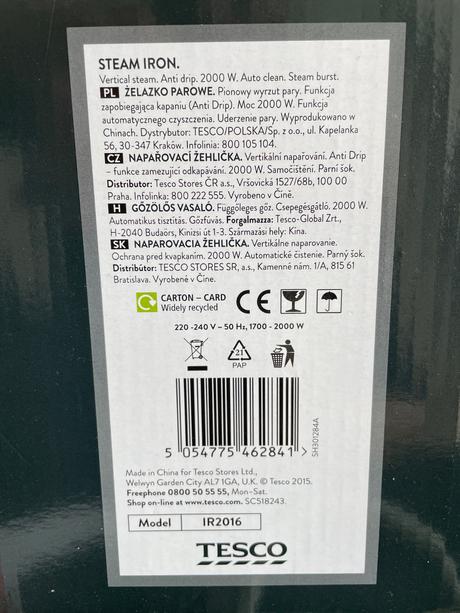 STEAM IRON.
Vertical steam. Anti drip. 2000 W. Auto clean. Steam burst.
PL ŻELAZKO PAROWE. Pionowy wyrzut pary. Funkcja
zapobiegająca kapaniu (Anti Drip). Moc 2000 W. Funkcja
automatycznego czyszczenia. Uderzenie pary. Wyprodukowano w
Chinach. Dystrybutor: TESCO/POLSKA/Sp. z o.o., ul. Kapelanka
56, 30-347 Kraków. Infolinia: 800 105 104.
CZ NAPAŘOVACÍ ŽEHLIČKA. Vertikální napařování. Anti Drip
– funkce zamezující odkapávání. 2000 W. Samočištění. Parní šok.
Distributor: Tesco Stores ČR a.s., Vršovická 1527/68b, 100 00
Praha. Infolinka: 800 222 555. Vyrobeno v Číně.
H GŐZÖLŐS VASALÓ. Függőleges gőz. Csepegésgátló. 2000 W.
Automatikus tisztítás. Gőzfúvás. Forgalmazza: Tesco-Global Zrt.,
H-2040 Budaörs, Kinizsi út 1-3. Származási hely: Kína.
SK NAPAROVACIA ŽEHLIČKA. Vertikálne naparovanie.
Ochrana pred kvapkaním. 2000 W. Automatické čistenie. Parný šok.
Distribútor: TESCO STORES SR, a.s., Kamenné nám. 1/A, 815 61
Bratislava. Vyrobené v Číne.
CARTON – CARD
Widely recycled
CE
220 -240 V – 50 Hz, 1700 - 2000 W
21
PAP
5 054775 462841 >
SH301284A
Made in China for Tesco Stores Ltd.,
Welwyn Garden City AL7 1GA, U.K. © Tesco 2015.
Freephone 0800 50 55 55, Mon–Sat.
Shop on-line at www.tesco.com. SC518243.
Model IR2016
TESCO